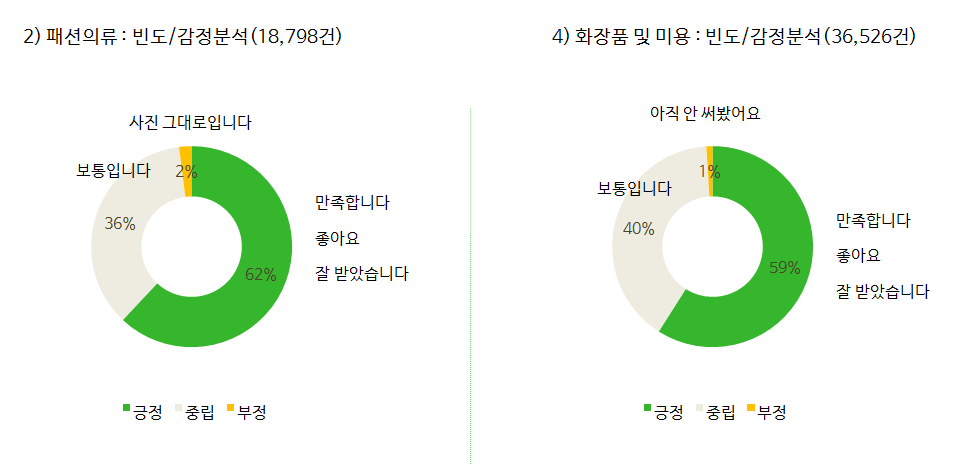 2) 패션의류 : 빈도/감정분석(18,798건)
사진 그대로입니다
보통입니다
2%
36%
만족합니다
좋아요
잘 받았습니다
62%
긍정 중립 부정
4) 화장품 및 미용 : 빈도/감정분석(36,526건)
아직 안 써봤어요
1%
보통입니다
40%
만족합니다
좋아요
59%
잘 받았습니다
긍정 중립 부정